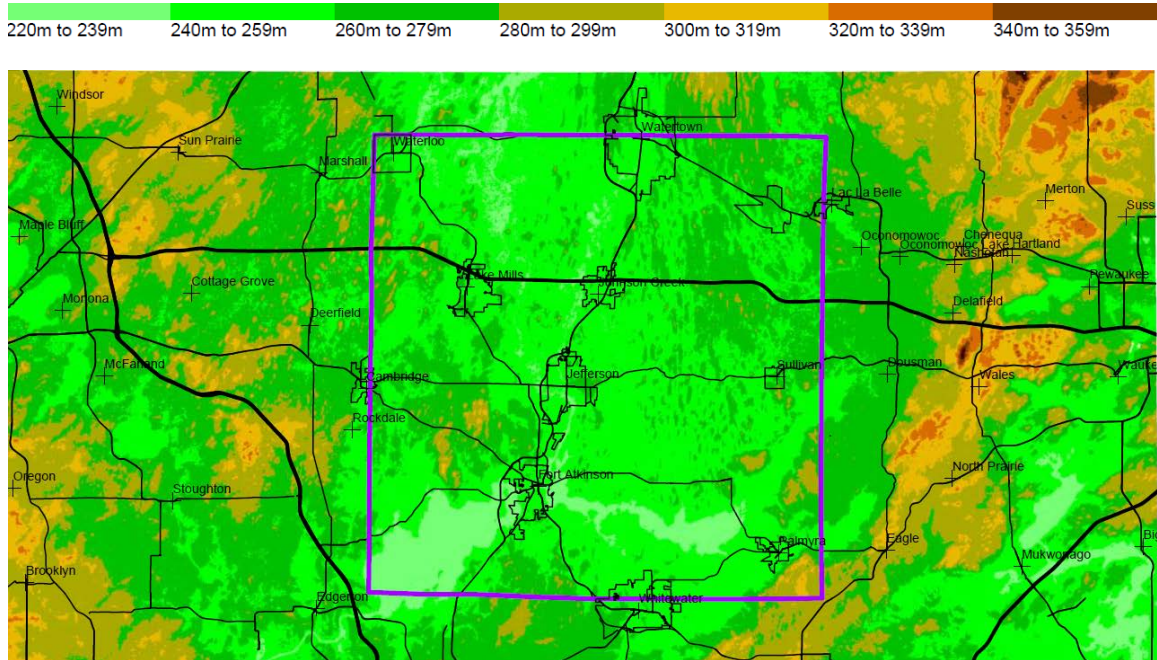 220m to 239m 240m to 259m 260m to 279m 280m to 299m 300m to 319m 320m to 339m 340m to 359m
Windsor
Watertown
Sun Prairie
Waterloo
Marshall
Merton
Lac La Belle
Suss
Maple Bluff
Chenequa
Oconomowoc
Oconomowoc Lake
Hartland
Nashotah
Lake Mills
Johnson Creek
Pewaukee
Cottage Grove
Monona
Delafield
Deerfield
McFarland
Sullivan
Dousman
Cambridge
Jefferson
Wales
Wauke
Rockdale
North Prairie
Oregon
Fort Atkinson
Stoughton
Eagle
Palmyra
Big
Mukwonago
Brooklyn
Edgerton
Whitewater